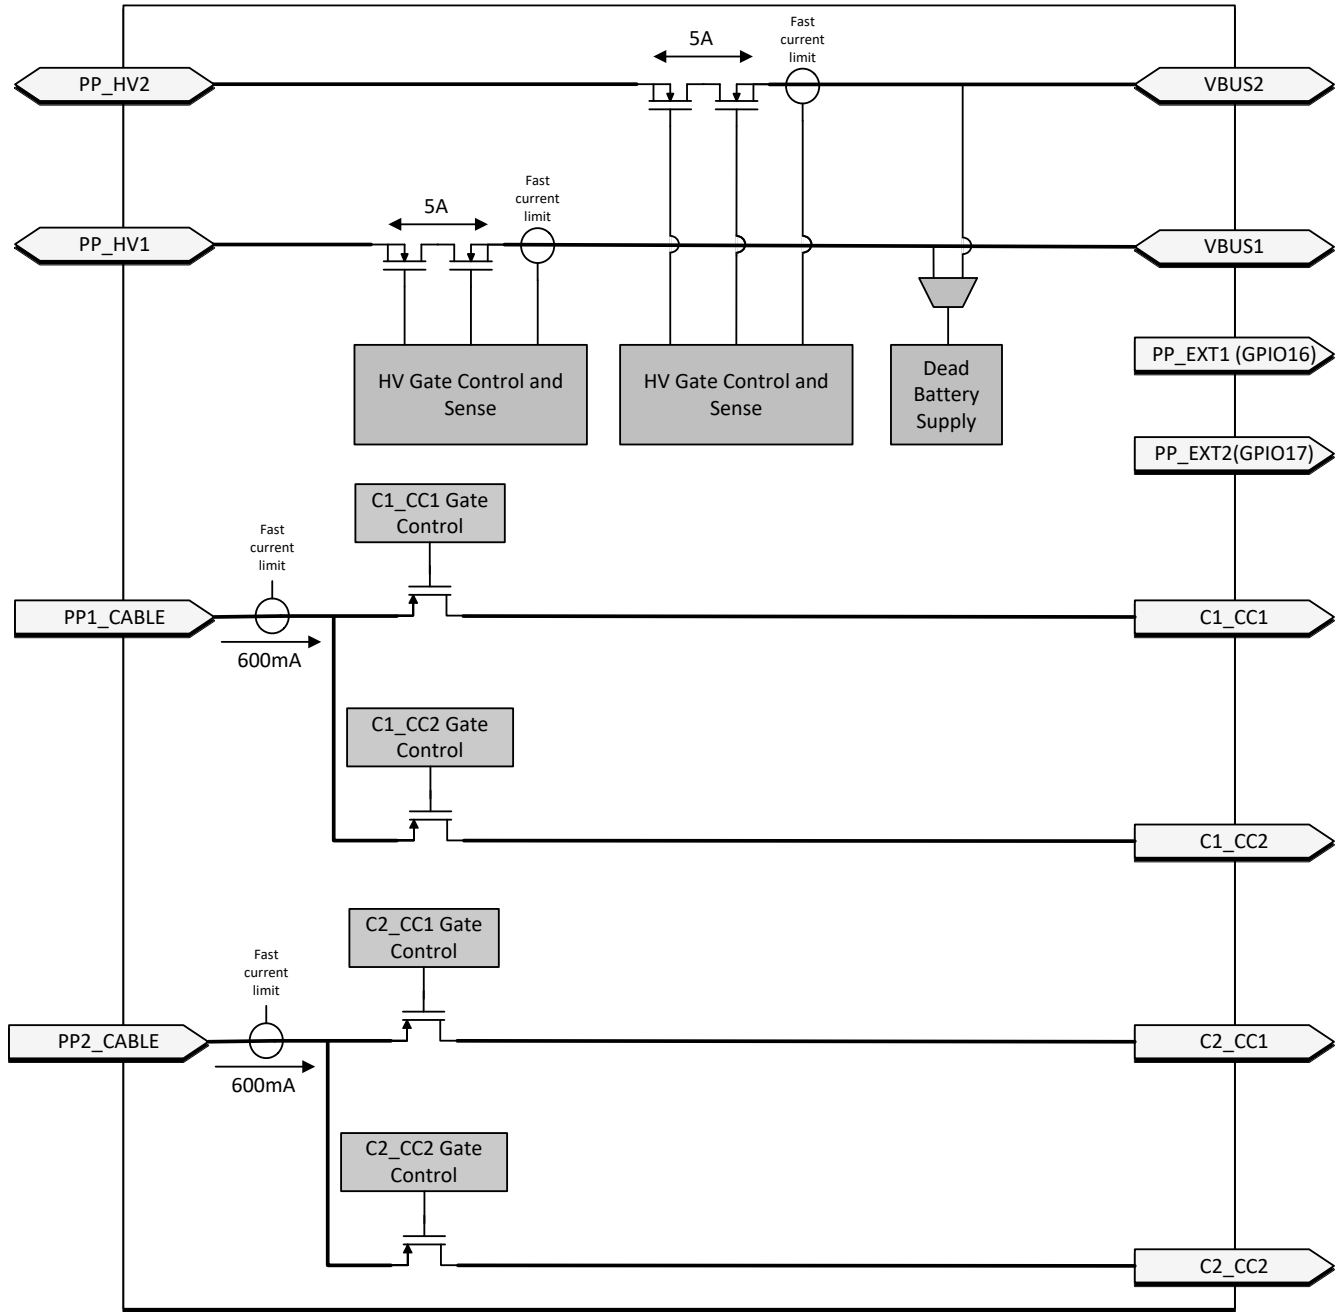 Fast
current
limit
5A
PP_HV2
VBUS2
Fast
current
limit
5A
PP_HV1
VBUS1
PP_EXT1 (GPIO16)
HV Gate Control and
Sense
HV Gate Control and
Sense
Dead
Battery
Supply
PP_EXT2(GPIO17)
C1_CC1 Gate
Control
Fast
current
limit
PP1_CABLE
C1_CC1
600mA
C1_CC2 Gate
Control
C1_CC2
C2_CC1 Gate
Control
Fast
current
limit
PP2_CABLE
C2_CC1
600mA
C2_CC2 Gate
Control
C2_CC2